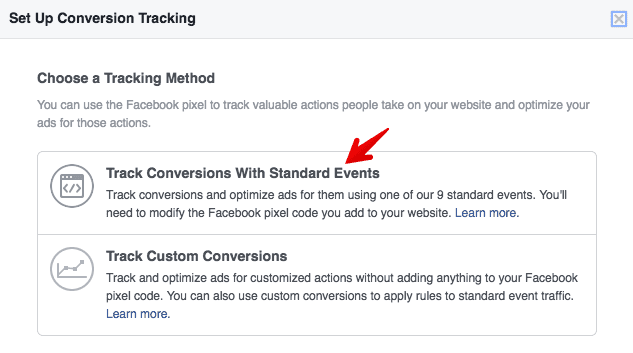 Set Up Conversion Tracking
Choose a Tracking Method
You can use the Facebook pixel to track valuable actions people take on your website and optimize your
ads for those actions.
Track Conversions With Standard Events
Track conversions and optimize ads for them using one of our 9 standard events. You'll
need to modify the Facebook pixel code you add to your website. Learn more.
Track Custom Conversions
Track and optimize ads for customized actions without adding anything to your Facebook
pixel code. You can also use custom conversions to apply rules to standard event traffic.
Learn more.